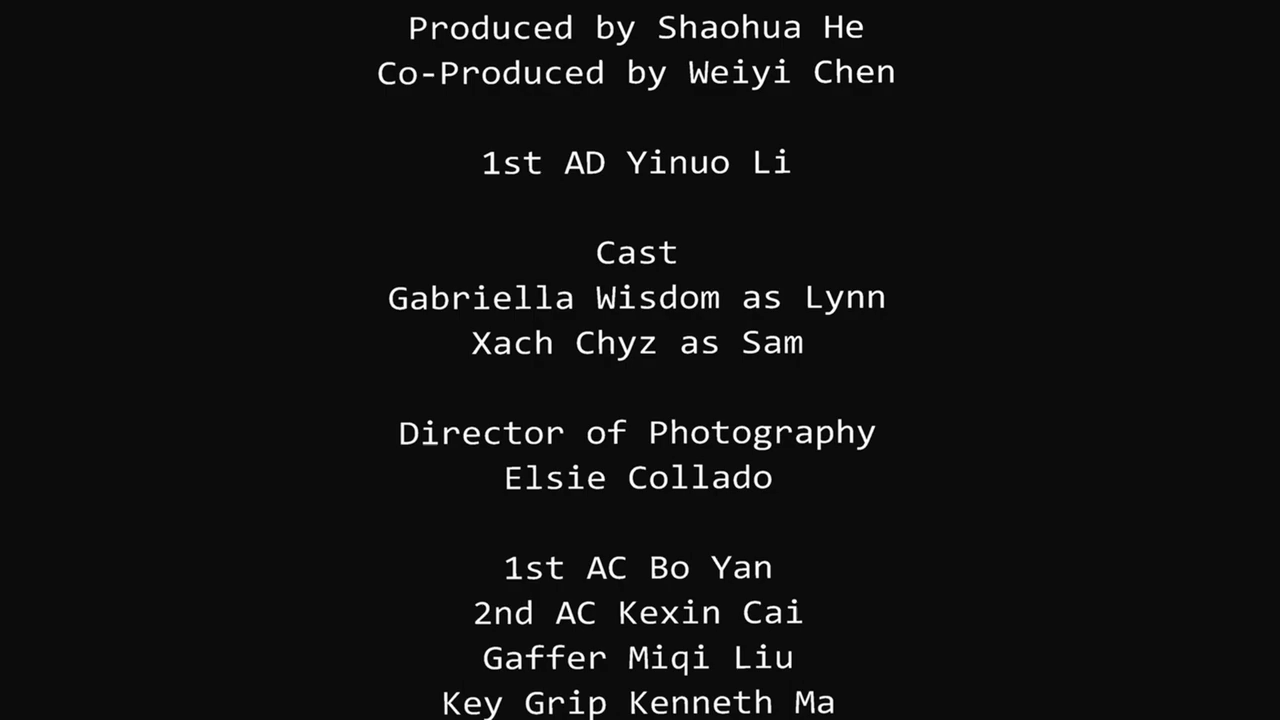 Produced by Shaohua He
Co-Produced by Weiyi Chen
1st AD Yinuo Li
Cast
Gabriella Wisdom as Lynn
Xach Chyz as Sam
Director of Photography
Elsie Collado
1st AC Bo Yan
2nd AC Kexin Cai
Gaffer Miqi Liu
Key Grip Kenneth Ma